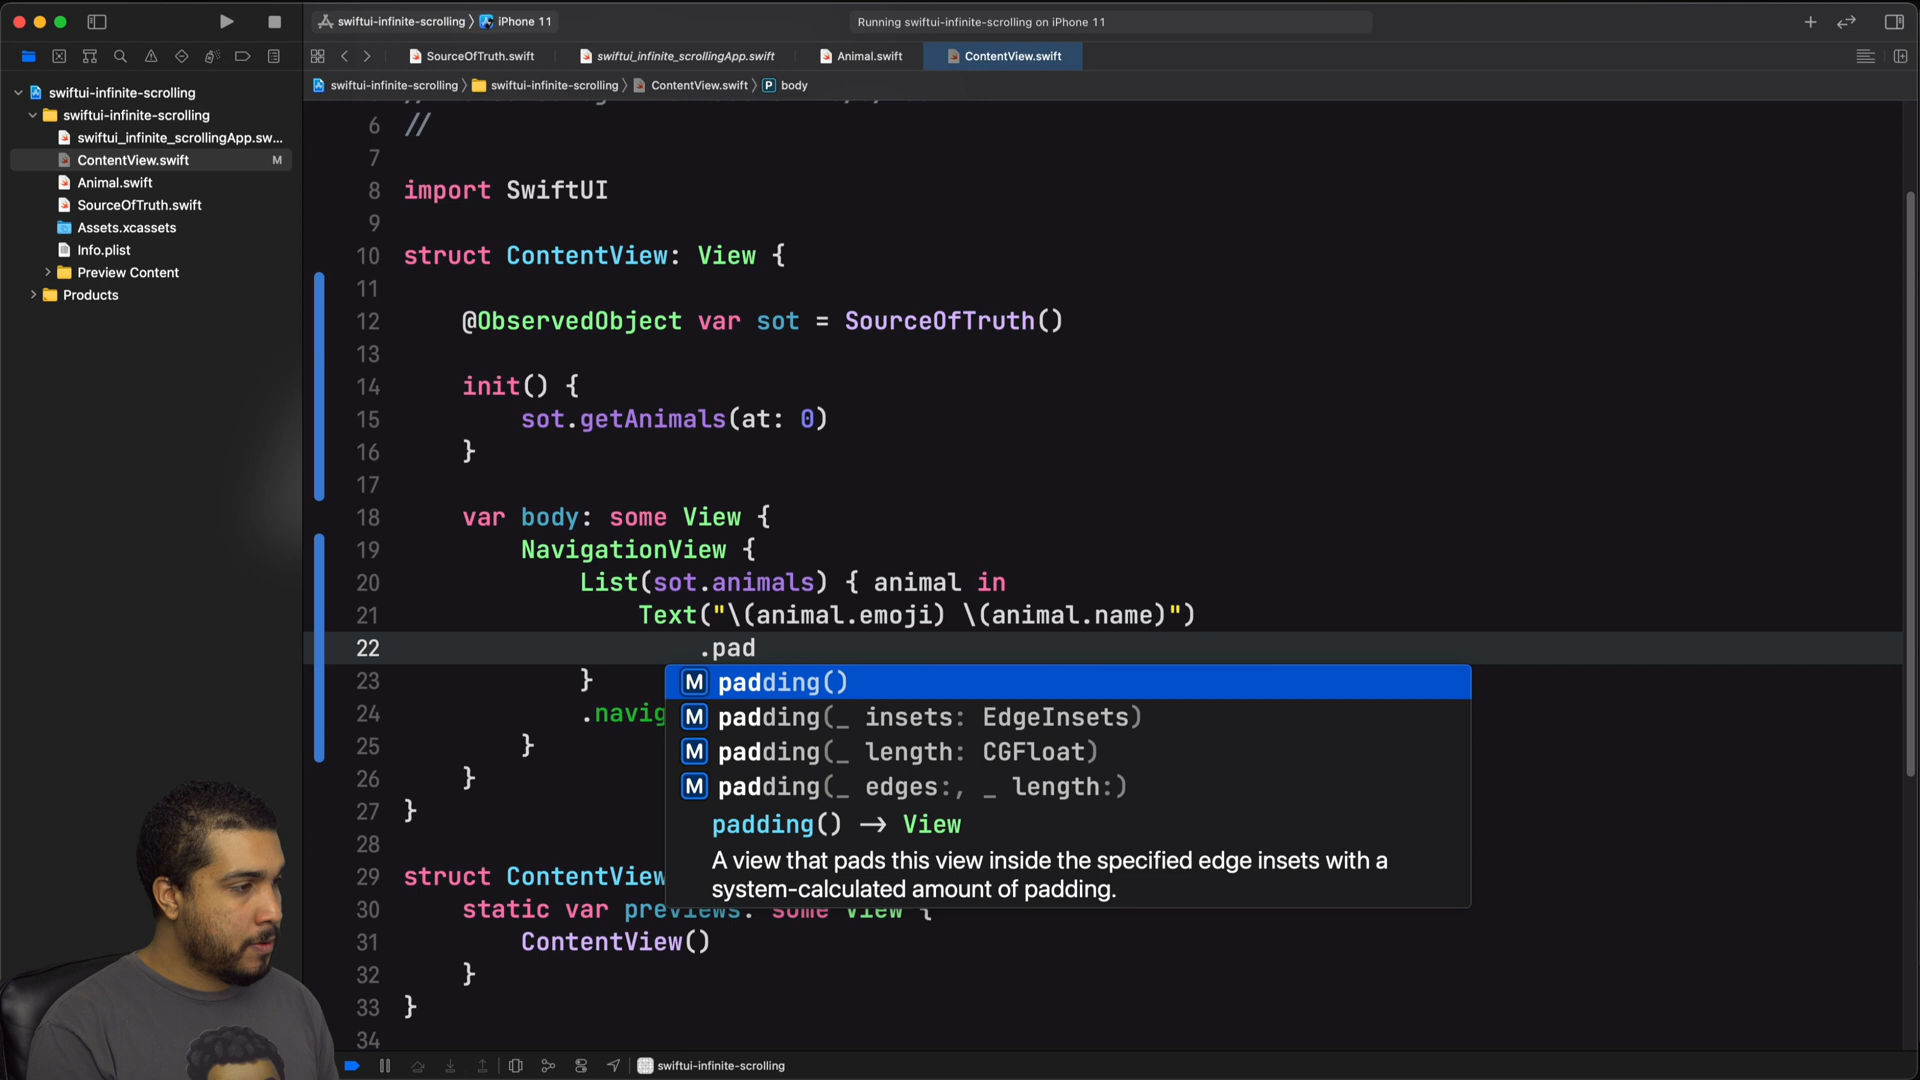 swiftui-infinite-scrolling
iPhone 11
Running swiftui-infinite-scrolling on iPhone 11
SourceOfTruth.swift
swiftui_infinite_scrollingApp.swift
Animal.swift
ContentView.swift
swiftui-infinite-scrolling
swiftui-infinite-scrolling
ContentView.swift
P body
swiftui-infinite-scrolling
swiftui-infinite-scrolling
swiftui_infinite_scrollingApp.sw...
ContentView.swift M
Animal.swift
SourceOfTruth.swift
Assets.xcassets
Info.plist
Preview Content
Products
6 //
7
8 import SwiftUI
9
10 struct ContentView: View {
11
12 @ObservedObject var sot = SourceOfTruth()
13
14 init() {
15 sot.getAnimals(at: 0)
16 }
17
18 var body: some View {
19 NavigationView {
20 List(sot.animals) { animal in
21 Text("\(animal.emoji) \(animal.name)")
22 .pad
23 }
24 .navig
25 }
26 }
27 }
28
29 struct ContentView
30 static var previews: some View {
31 ContentView()
32 }
33 }
34
M padding()
M padding(_ insets: EdgeInsets)
M padding(_ length: CGFloat)
M padding(_ edges:, _ length:)
padding() -> View
A view that pads this view inside the specified edge insets with a
system-calculated amount of padding.
swiftui-infinite-scrolling